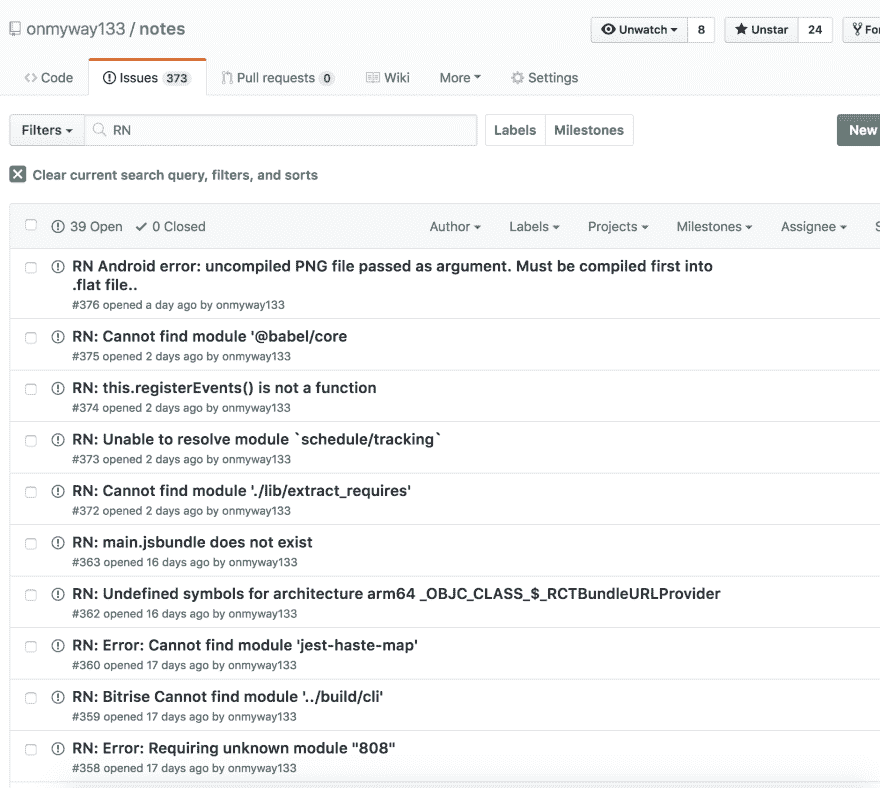 onmyway133 / notes
Unwatch 8 Unstar 24
Code Issues 373 Pull requests 0 Wiki More Settings
Filters RN Labels Milestones New
Clear current search query, filters, and sorts
39 Open 0 Closed Author Labels Projects Milestones Assignee
RN Android error: uncompiled PNG file passed as argument. Must be compiled first into
.flat file..
#376 opened a day ago by onmyway133
RN: Cannot find module '@babel/core
#375 opened 2 days ago by onmyway133
RN: this.registerEvents() is not a function
#374 opened 2 days ago by onmyway133
RN: Unable to resolve module `schedule/tracking`
#373 opened 2 days ago by onmyway133
RN: Cannot find module './lib/extract_requires'
#372 opened 2 days ago by onmyway133
RN: main.jsbundle does not exist
#363 opened 16 days ago by onmyway133
RN: Undefined symbols for architecture arm64 _OBJC_CLASS_$_RCTBundleURLProvider
#362 opened 16 days ago by onmyway133
RN: Error: Cannot find module 'jest-haste-map'
#360 opened 17 days ago by onmyway133
RN: Bitrise Cannot find module '../build/cli'
#359 opened 17 days ago by onmyway133
RN: Error: Requiring unknown module "808"
#358 opened 17 days ago by onmyway133